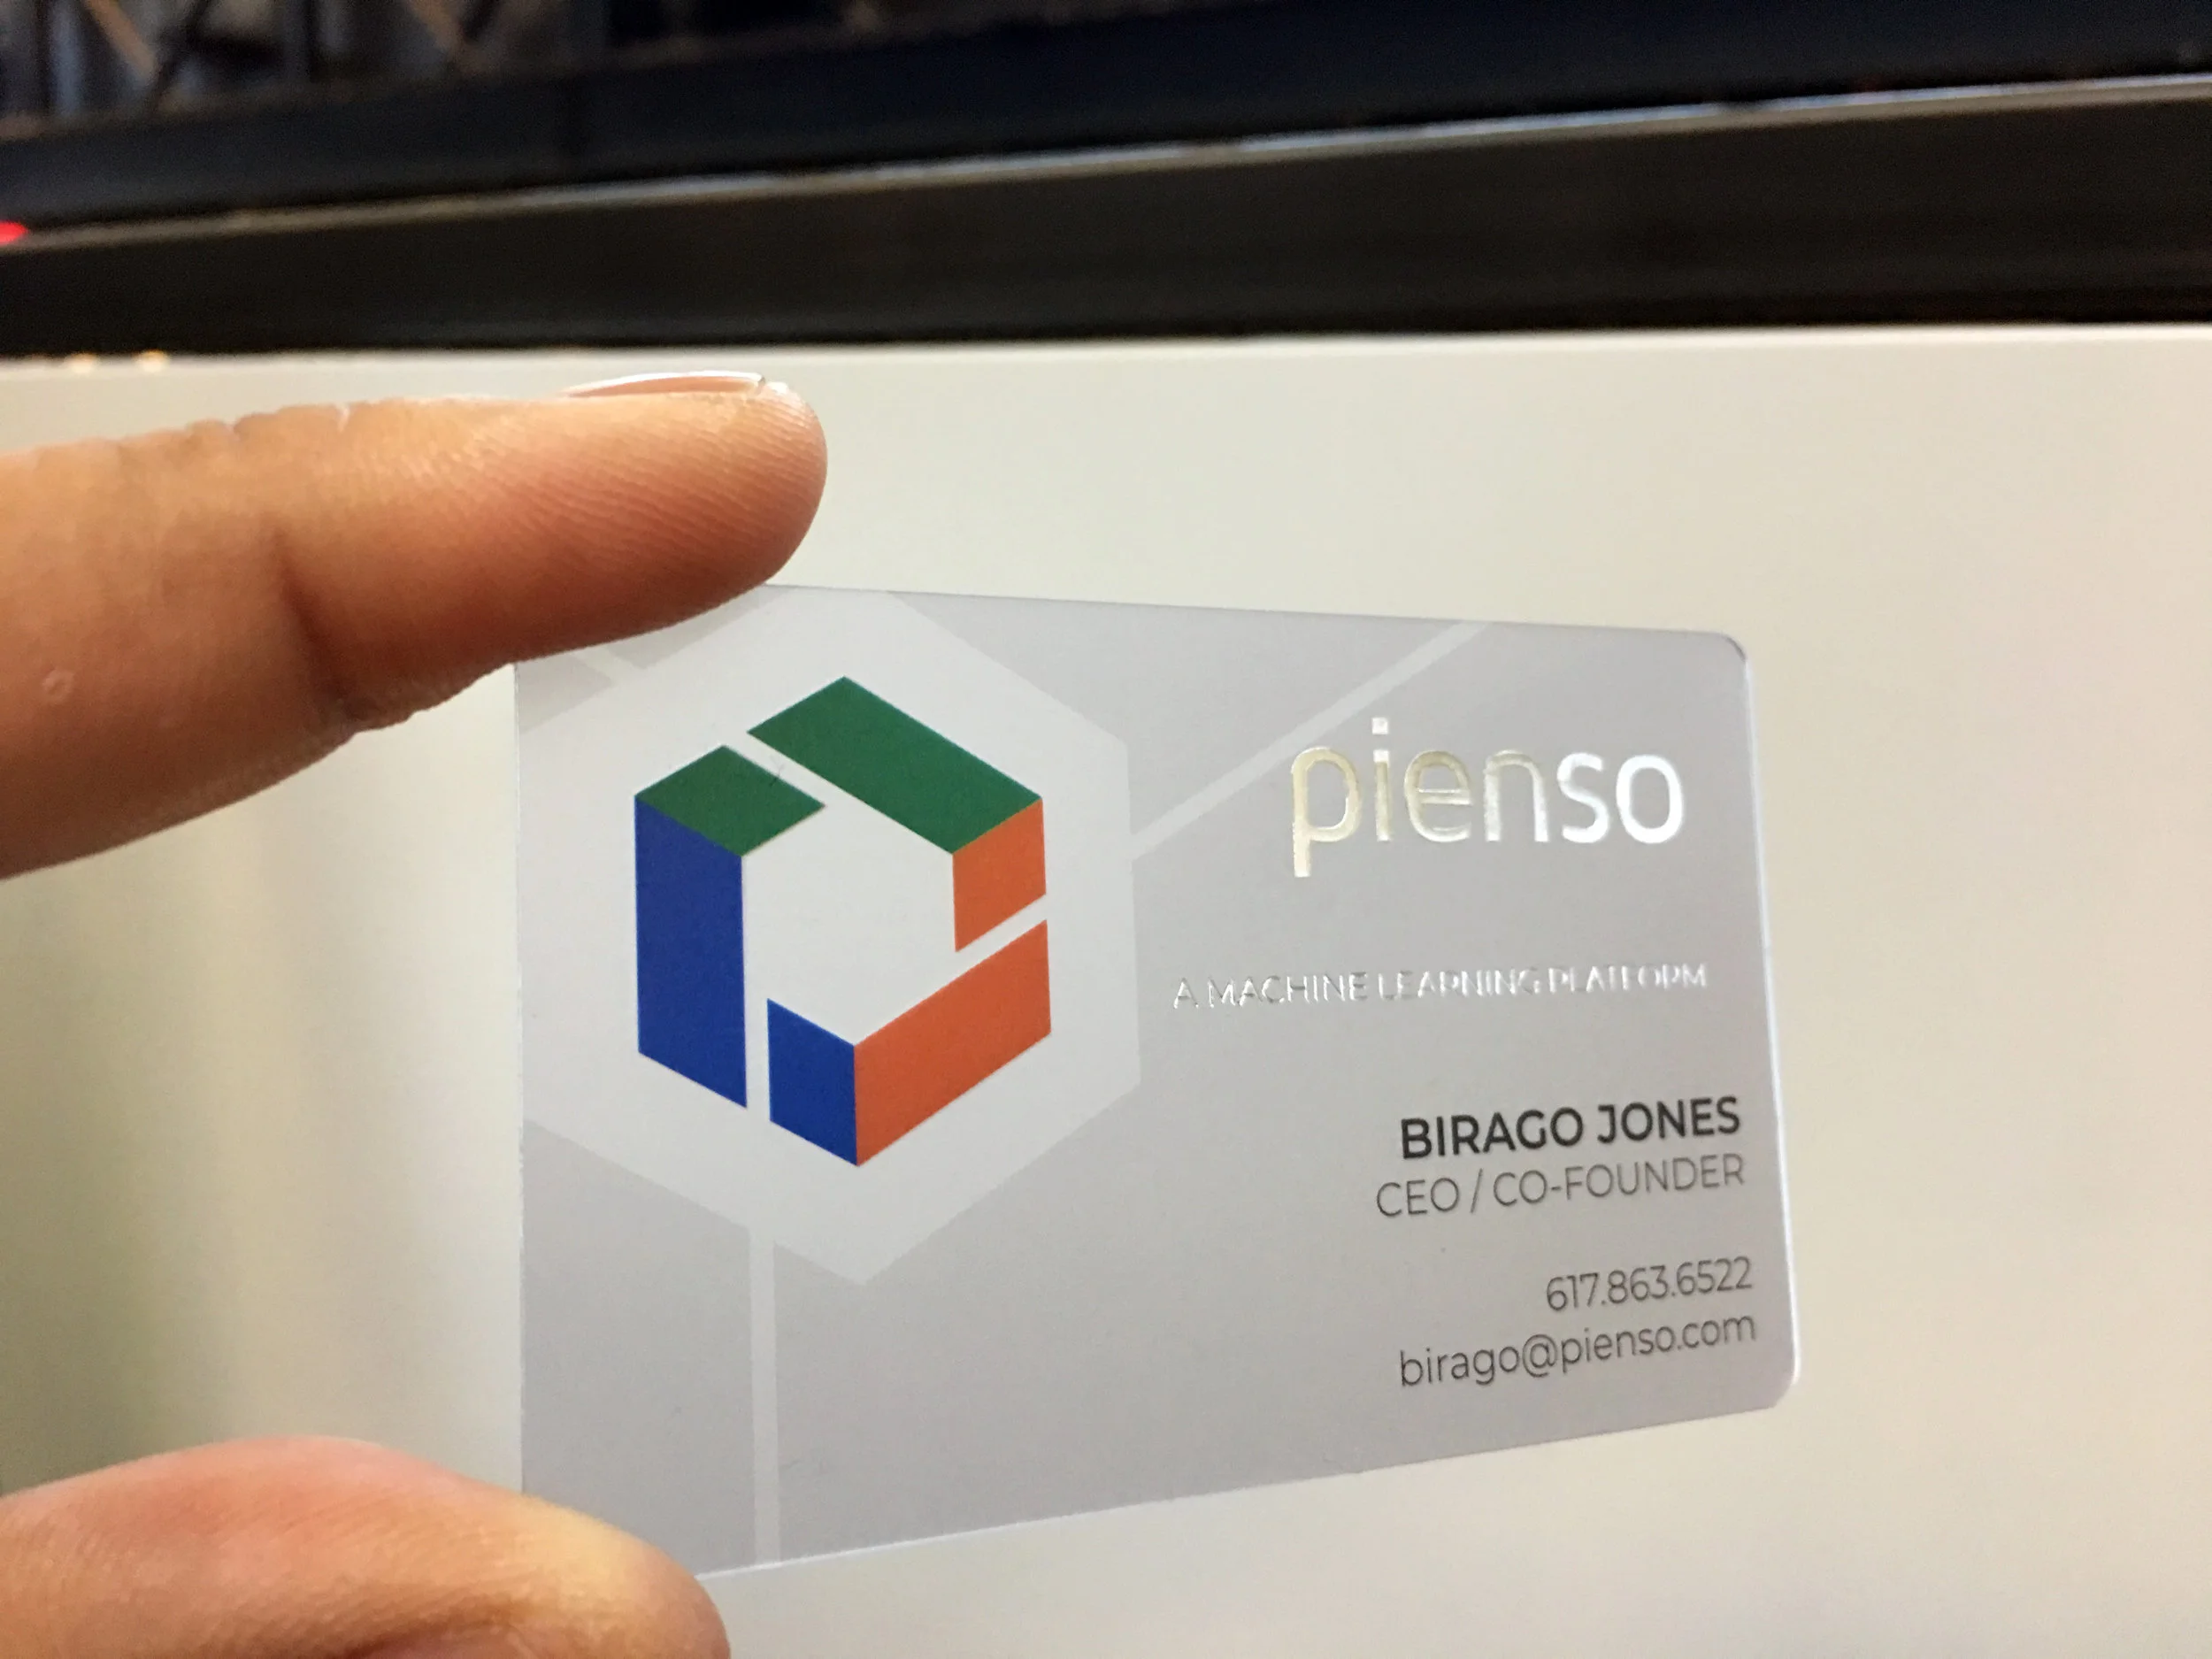 pienso
A MACHINE LEARNING PLATFORM
BIRAGO JONES
CEO / CO-FOUNDER
617.863.6522
birago@pienso.com